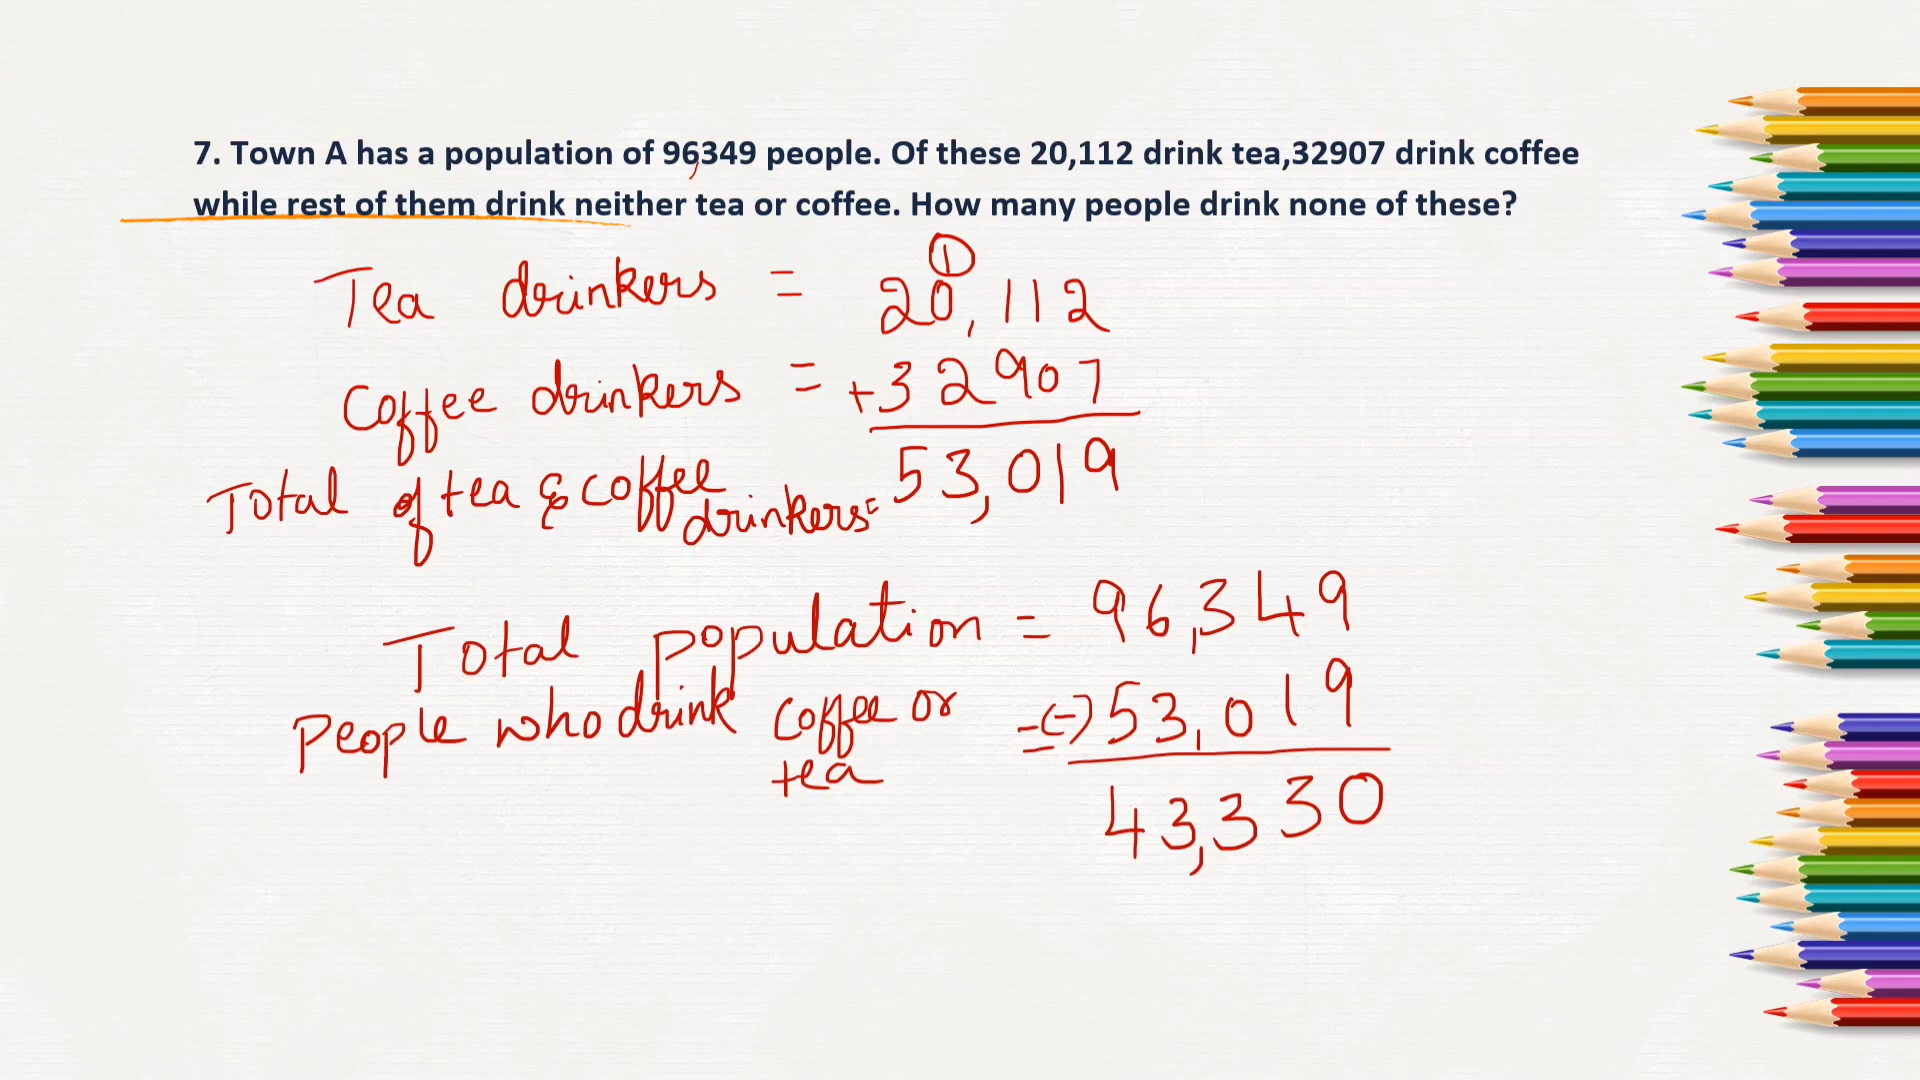 7. Town A has a population of 96349 people. Of these 20,112 drink tea,32907 drink coffee
while rest of them drink neither tea or coffee. How many people drink none of these?
1
Tea drinkers = 20,112
Coffee drinkers = +32907
Total of tea & coffee drinkers= 53,019
Total population = 96,349
People who drink coffee or tea =(-)53,019
43,330